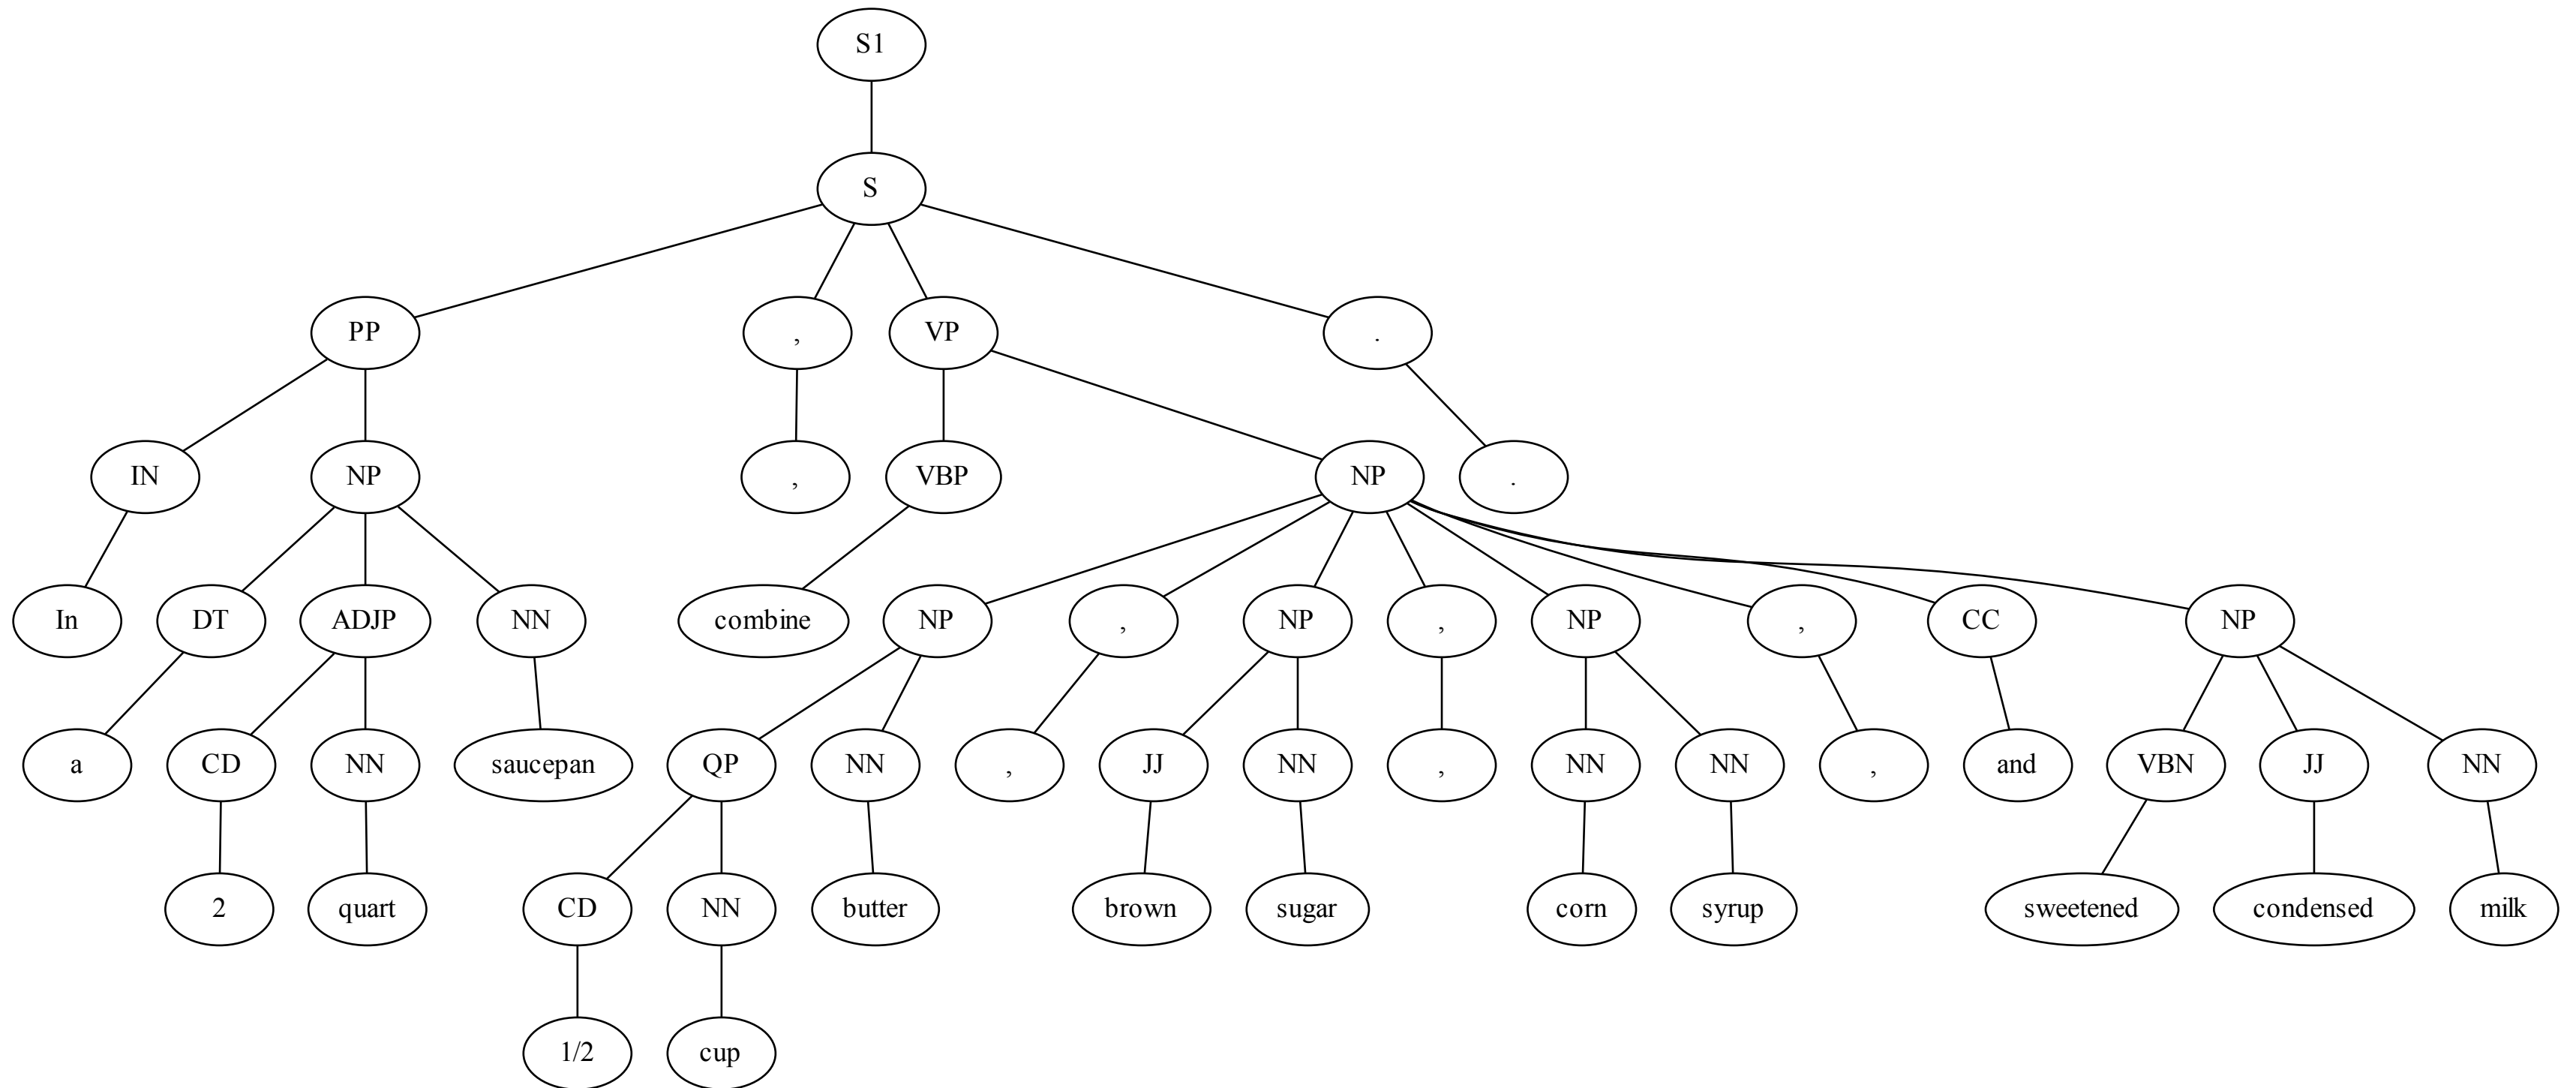 S1
S
PP , VP .
IN NP , VBP NP .
In DT ADJP NN combine NP , NP , NP , CC NP
a CD NN saucepan QP NN , JJ NN , NN NN , and VBN JJ NN
2 quart CD NN butter brown sugar corn syrup sweetened condensed milk
1/2 cup